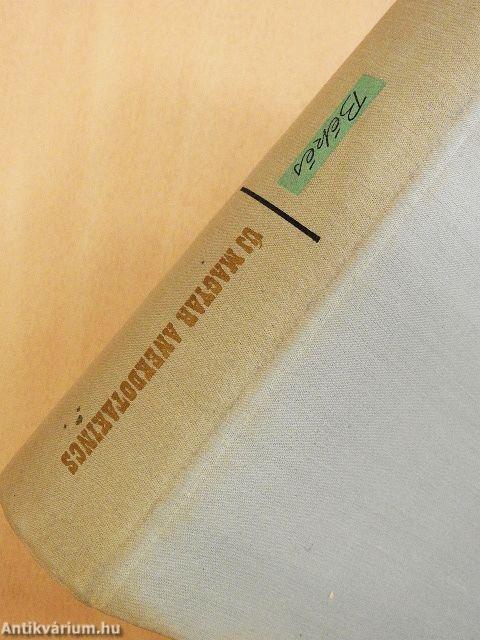 Békés
ÚJ MAGYAR ANEKDOTAKINCS
Antikvárium.hu